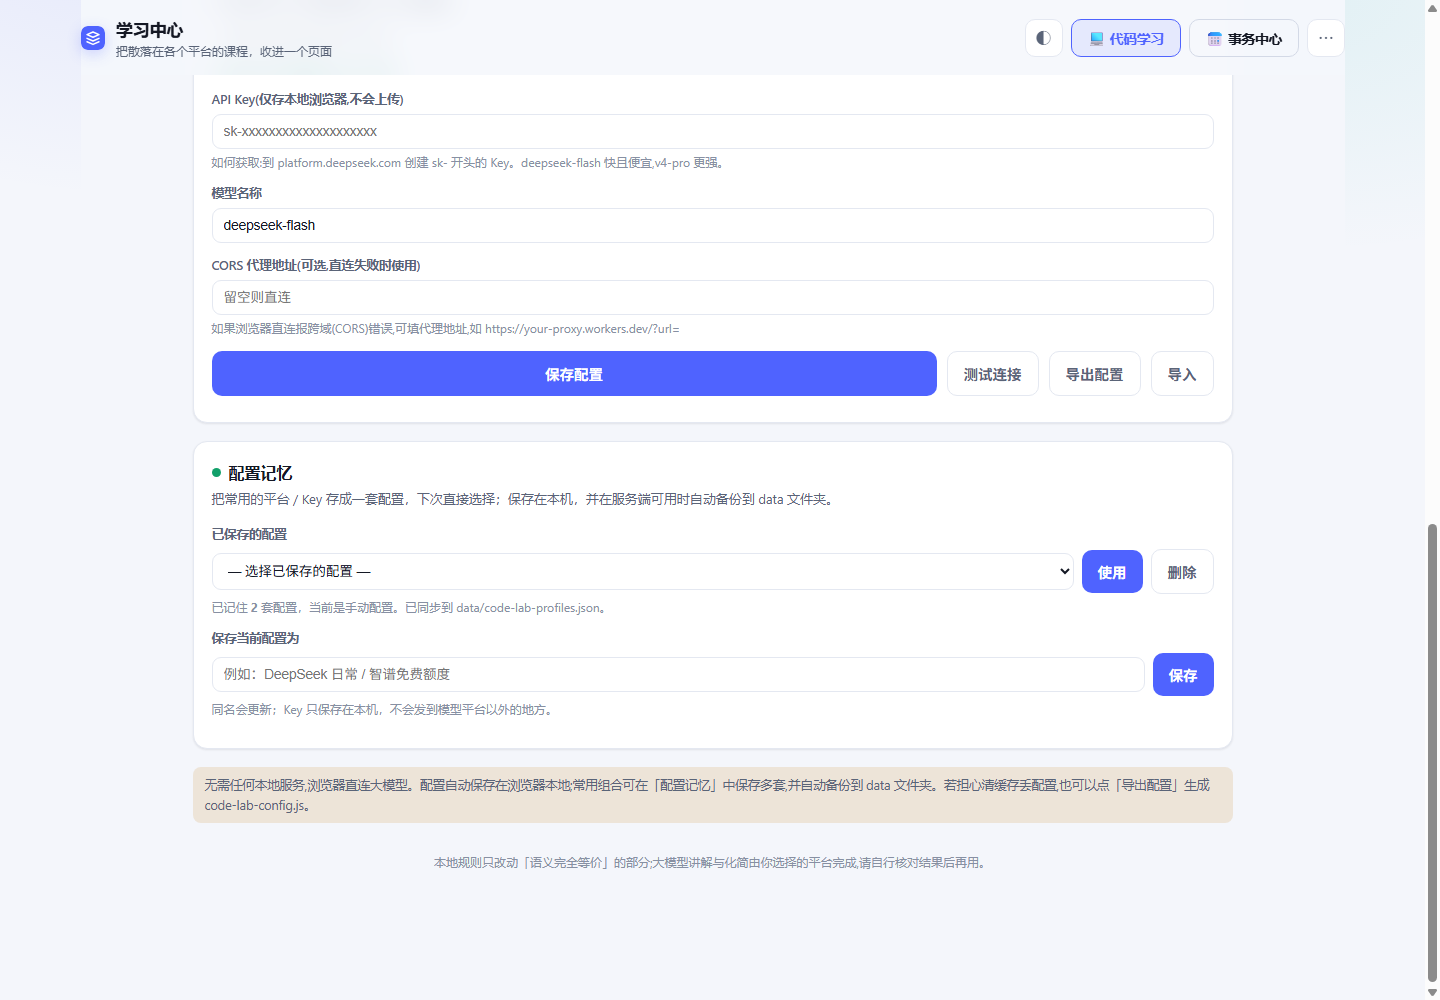 学习中心
把散落在各个平台的课程，收进一个页面
代码学习
事务中心
···
API Key(仅存本地浏览器,不会上传)
sk-xxxxxxxxxxxxxxxxxxxx
如何获取:到 platform.deepseek.com 创建 sk- 开头的 Key。deepseek-flash 快且便宜,v4-pro 更强。
模型名称
deepseek-flash
CORS 代理地址(可选,直连失败时使用)
留空则直连
如果浏览器直连报跨域(CORS)错误,可填代理地址,如 https://your-proxy.workers.dev/?url=
保存配置
测试连接
导出配置
导入
配置记忆
把常用的平台 / Key 存成一套配置，下次直接选择；保存在本机，并在服务端可用时自动备份到 data 文件夹。
已保存的配置
— 选择已保存的配置 —
使用
删除
已记住 2 套配置，当前是手动配置。已同步到 data/code-lab-profiles.json。
保存当前配置为
例如：DeepSeek 日常 / 智谱免费额度
保存
同名会更新；Key 只保存在本机，不会发到模型平台以外的地方。
无需任何本地服务,浏览器直连大模型。配置自动保存在浏览器本地;常用组合可在「配置记忆」中保存多套,并自动备份到 data 文件夹。若担心清缓存丢配置,也可以点「导出配置」生成
code-lab-config.js。
本地规则只改动「语义完全等价」的部分;大模型讲解与化简由你选择的平台完成,请自行核对结果后再用。